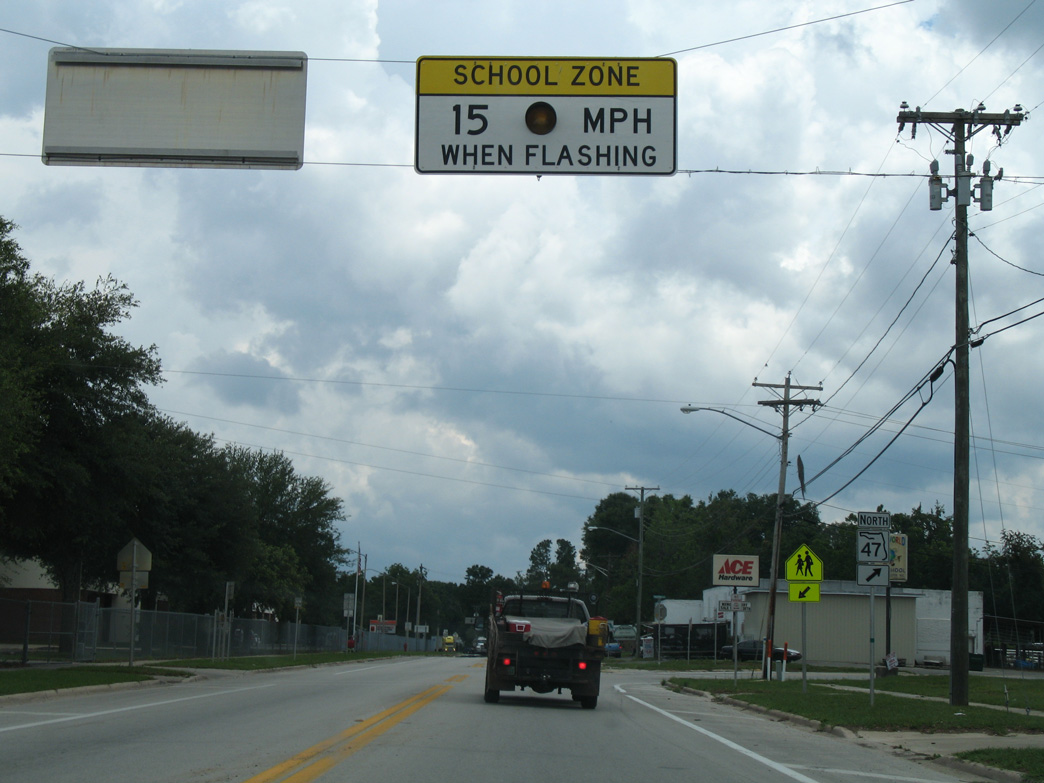 SCHOOL ZONE
15 MPH
WHEN FLASHING
NORTH
47
ACE
Hardware